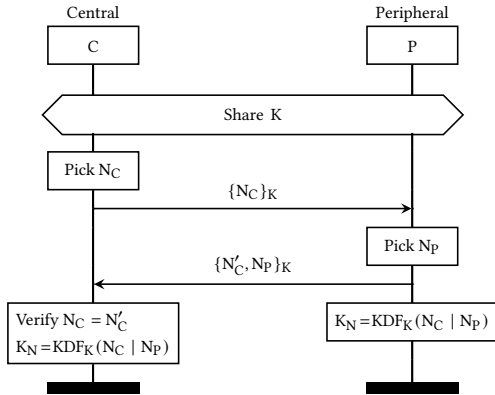 Central
Peripheral
C
P
Share K
Pick N_C
{N_C}_K
Pick N_P
{N′_C, N_P}_K
Verify N_C = N′_C
K_N=KDF_K(N_C | N_P)
K_N=KDF_K(N_C | N_P)